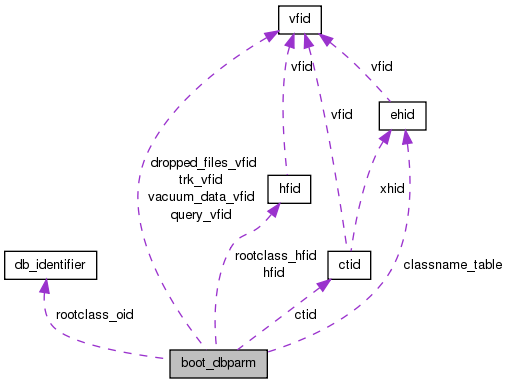 vfid
vfid
vfid
vfid
ehid
dropped_files_vfid
trk_vfid
vacuum_data_vfid
query_vfid
hfid
xhid
db_identifier
rootclass_hfid
hfid
ctid
classname_table
rootclass_oid
ctid
boot_dbparm